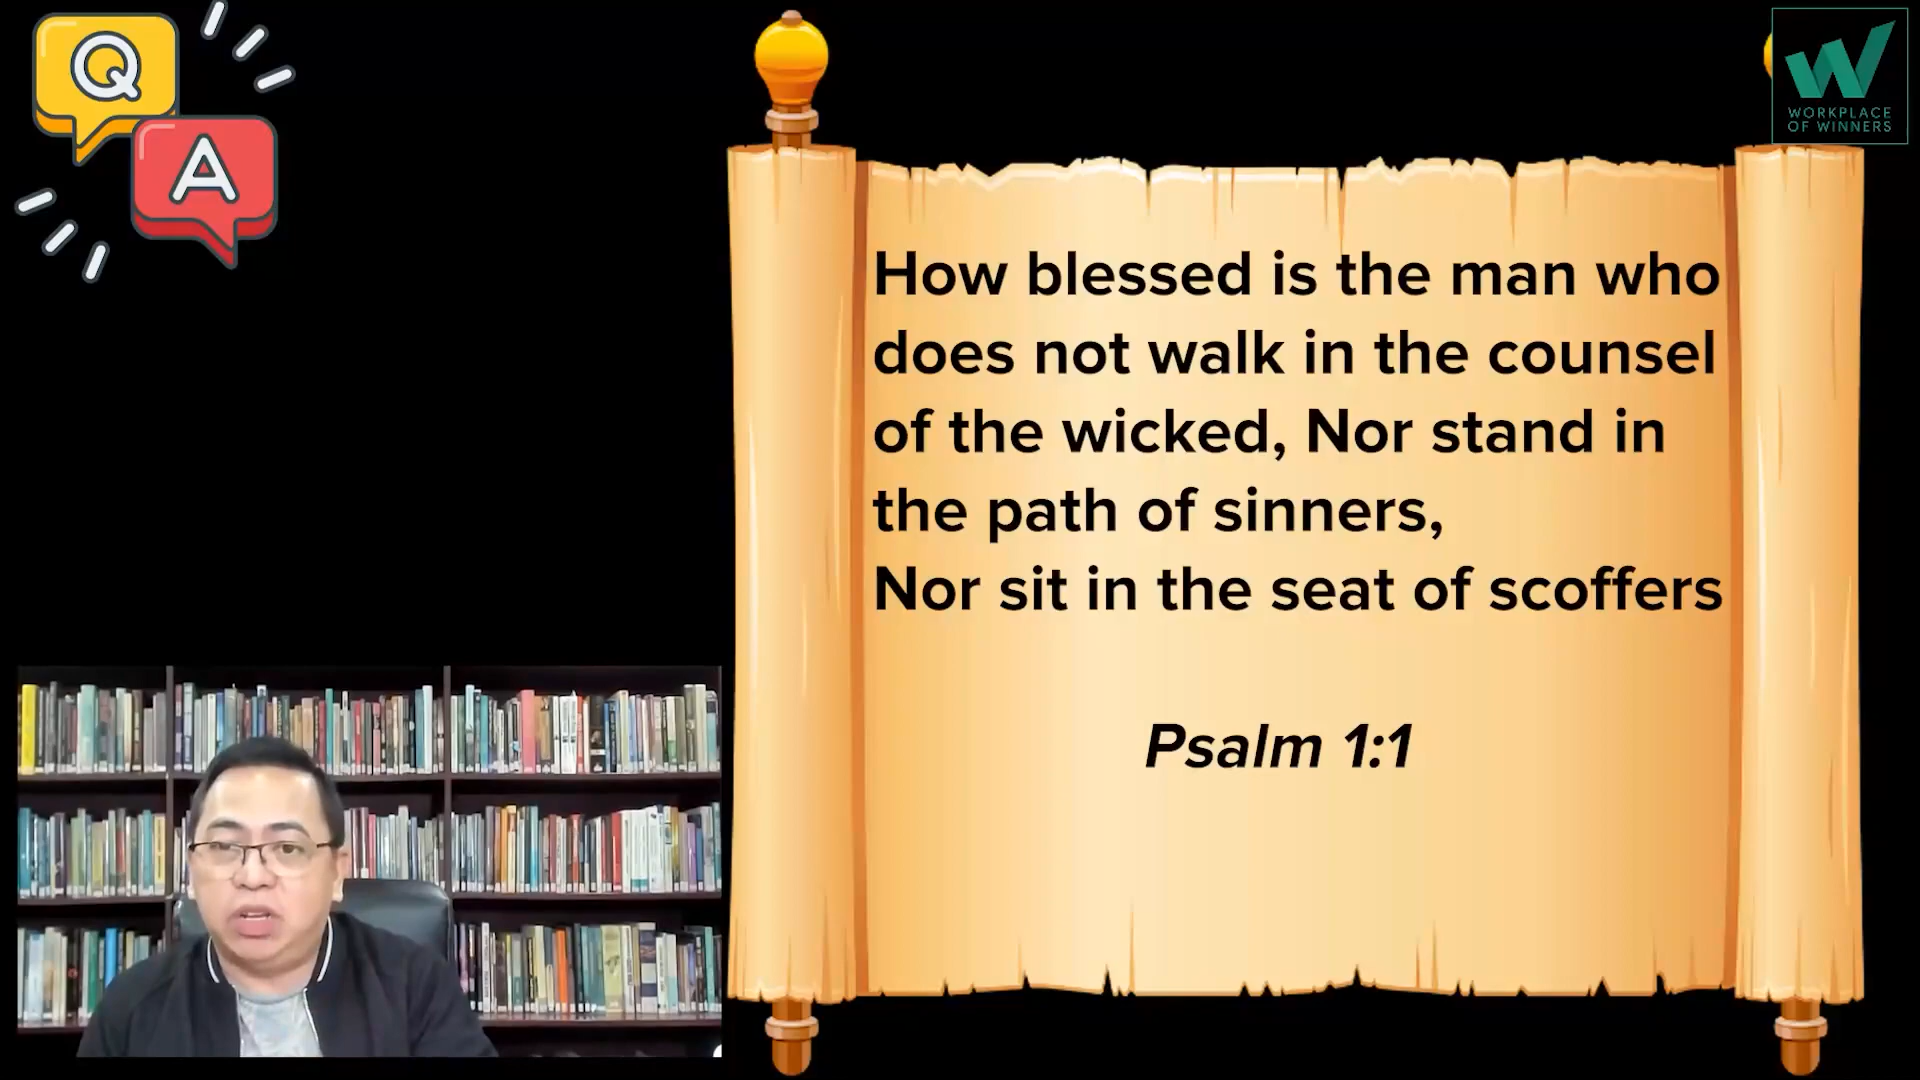 Q
A
WORKPLACE
OF WINNERS
How blessed is the man who
does not walk in the counsel
of the wicked, Nor stand in
the path of sinners,
Nor sit in the seat of scoffers
Psalm 1:1